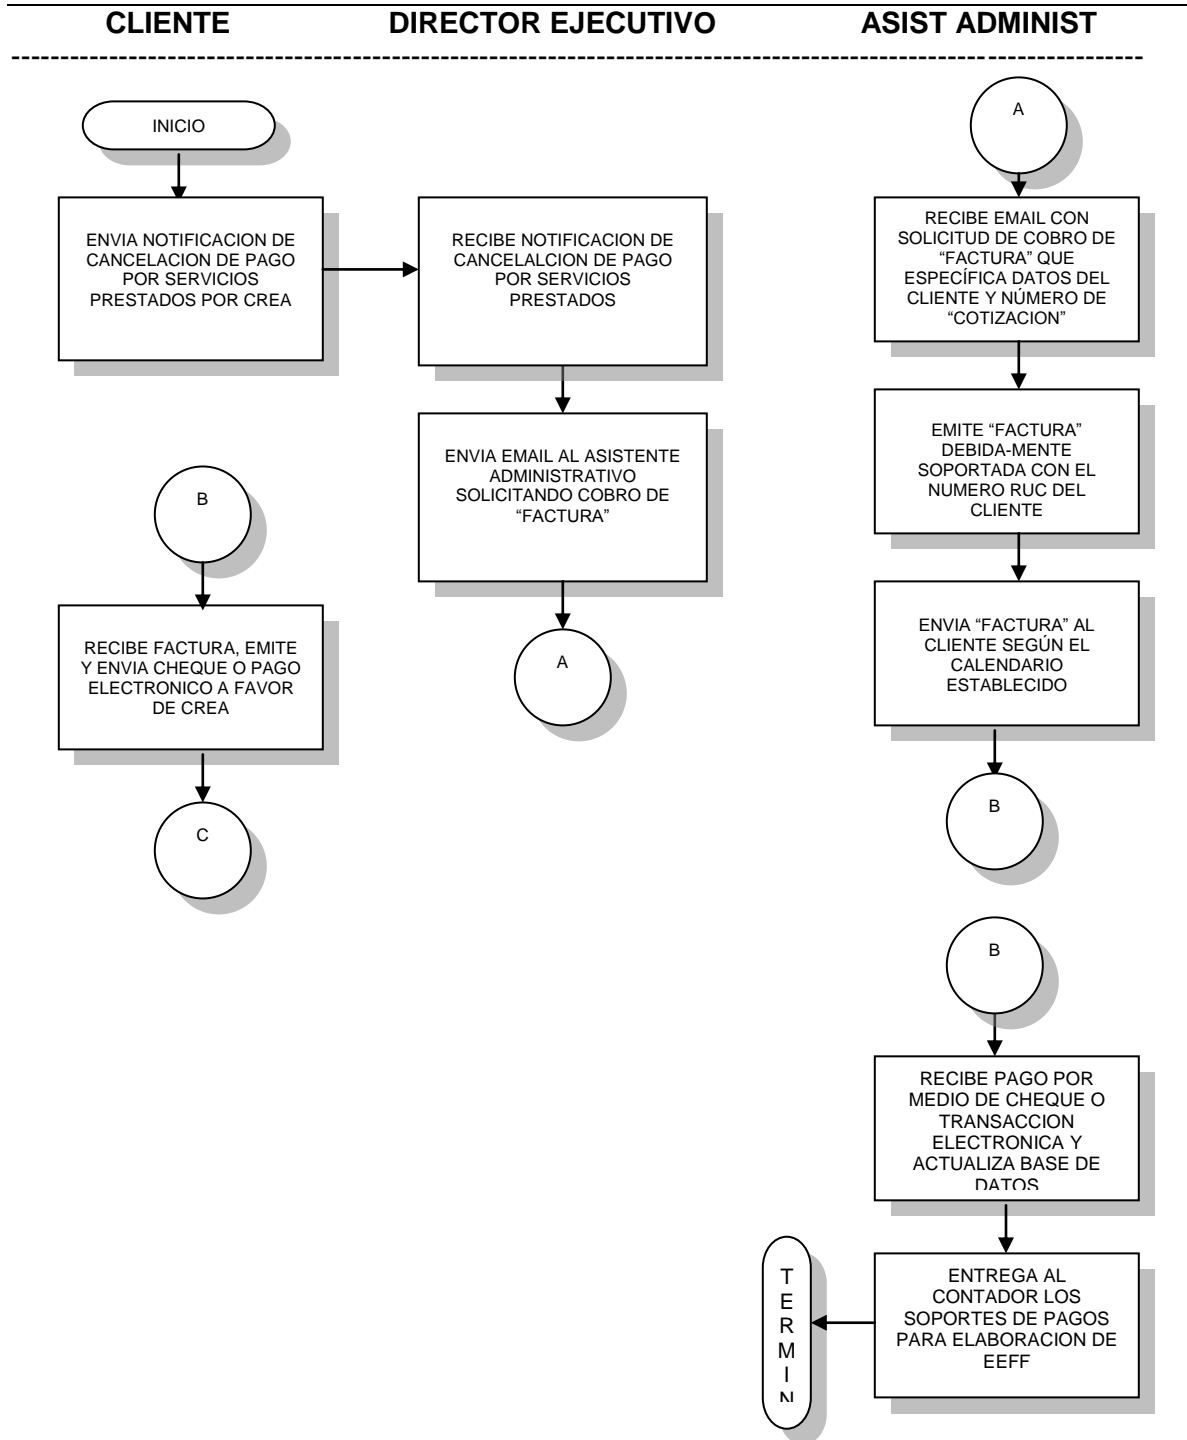 CLIENTE DIRECTOR EJECUTIVO ASIST ADMINIST
INICIO
ENVIA NOTIFICACION DE
CANCELACION DE PAGO
POR SERVICIOS
PRESTADOS POR CREA
RECIBE NOTIFICACION DE
CANCELALCION DE PAGO
POR SERVICIOS
PRESTADOS
ENVIA EMAIL AL ASISTENTE
ADMINISTRATIVO
SOLICITANDO COBRO DE
“FACTURA”
A
A
RECIBE EMAIL CON
SOLICITUD DE COBRO DE
“FACTURA” QUE
ESPECÍFICA DATOS DEL
CLIENTE Y NÚMERO DE
“COTIZACION”
EMITE “FACTURA”
DEBIDA-MENTE
SOPORTADA CON EL
NUMERO RUC DEL
CLIENTE
ENVIA “FACTURA” AL
CLIENTE SEGÚN EL
CALENDARIO
ESTABLECIDO
B
B
RECIBE FACTURA, EMITE
Y ENVIA CHEQUE O PAGO
ELECTRONICO A FAVOR
DE CREA
C
B
RECIBE PAGO POR
MEDIO DE CHEQUE O
TRANSACCION
ELECTRONICA Y
ACTUALIZA BASE DE
DATOS
ENTREGA AL
CONTADOR LOS
SOPORTES DE PAGOS
PARA ELABORACION DE
EEFF
TERMIN